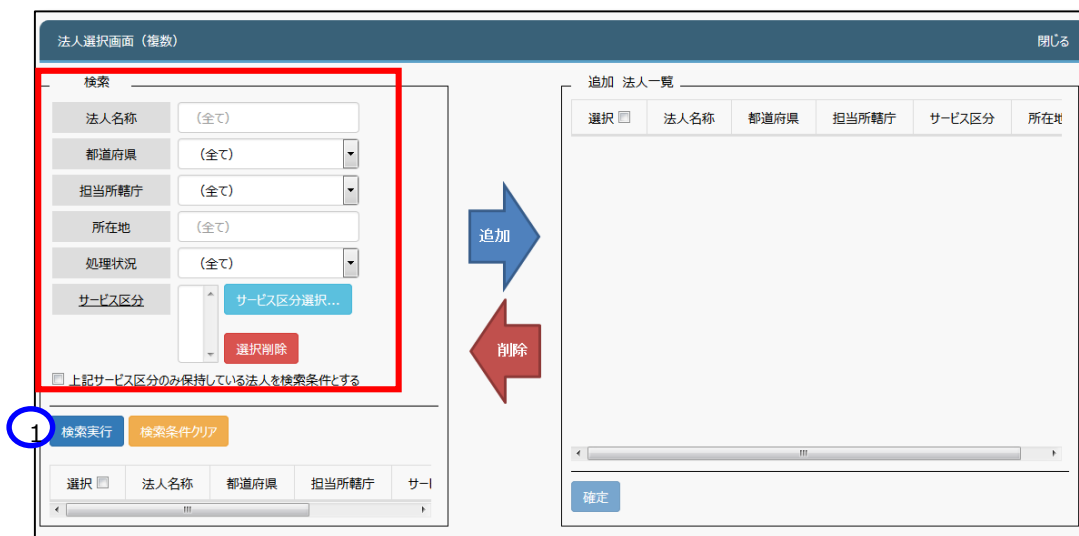 法人選択画面（複数）
閉じる
検索
法人名称 (全て)
都道府県 (全て)
担当所轄庁 (全て)
所在地 (全て)
処理状況 (全て)
サービス区分 サービス区分選択...
選択削除
上記サービス区分のみ保持している法人を検索条件とする
1 検索実行 検索条件クリア
選択 法人名称 都道府県 担当所轄庁 サー
追加
削除
追加 法人一覧
選択 法人名称 都道府県 担当所轄庁 サービス区分 所在地
確定